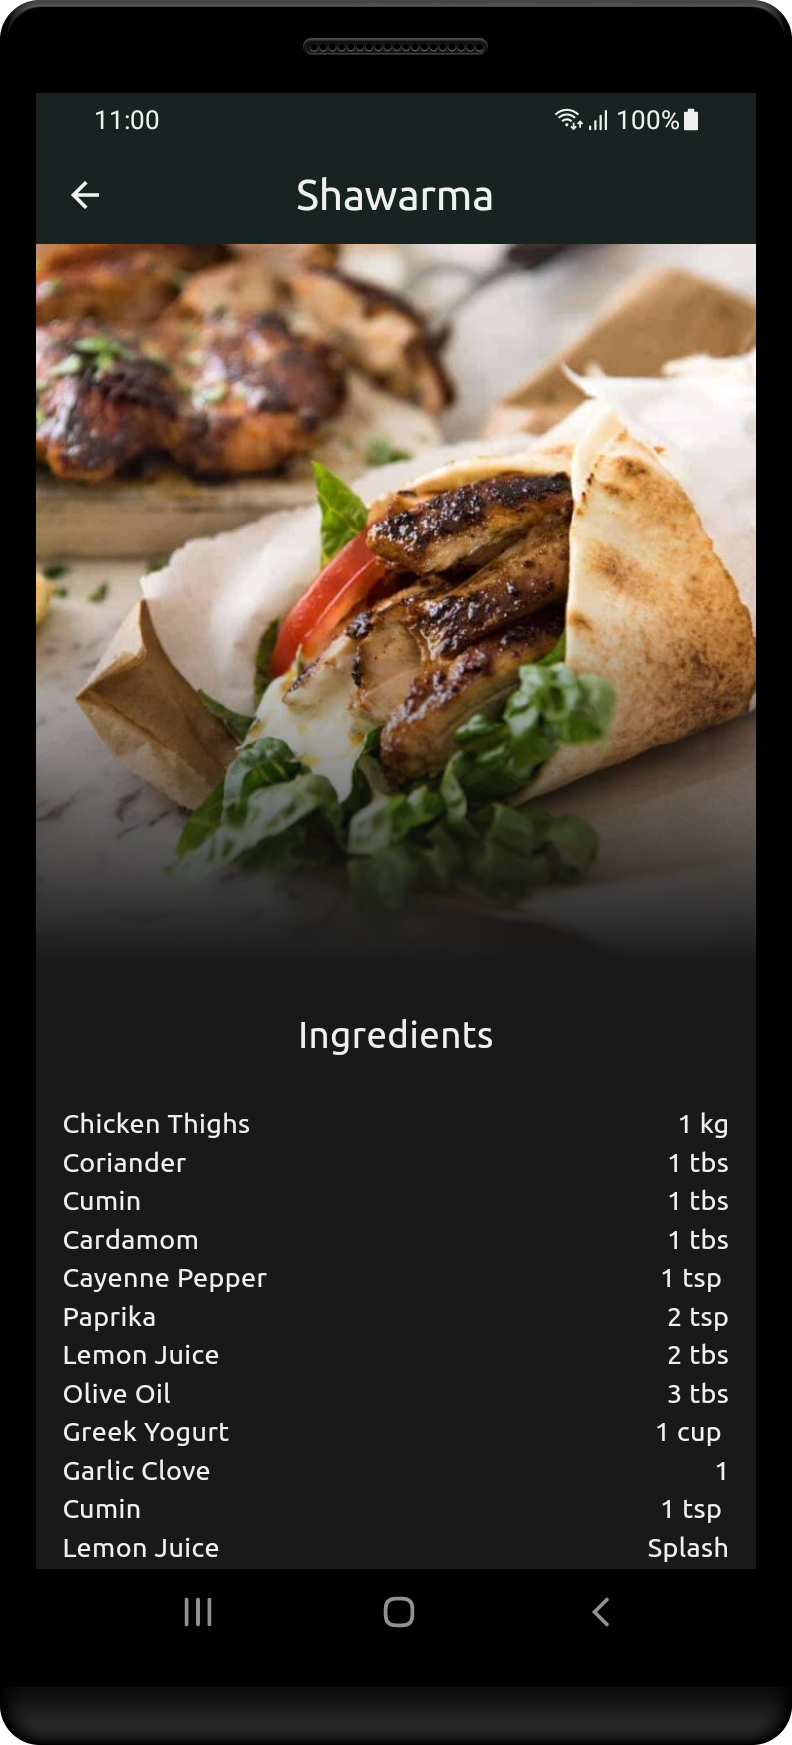 11:00 100%
Shawarma
Ingredients
Chicken Thighs 1 kg
Coriander 1 tbs
Cumin 1 tbs
Cardamom 1 tbs
Cayenne Pepper 1 tsp
Paprika 2 tsp
Lemon Juice 2 tbs
Olive Oil 3 tbs
Greek Yogurt 1 cup
Garlic Clove 1
Cumin 1 tsp
Lemon Juice Splash